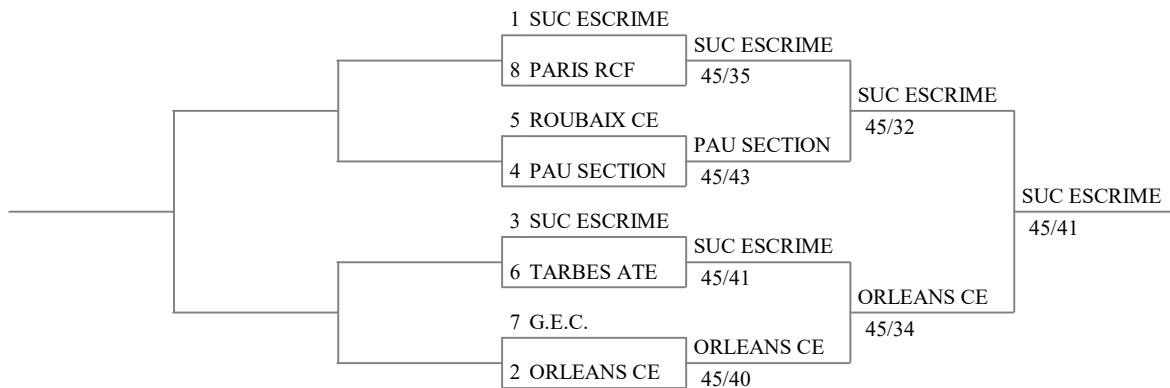 1 SUC ESCRIME
8 PARIS RCF
5 ROUBAIX CE
4 PAU SECTION
3 SUC ESCRIME
6 TARBES ATE
7 G.E.C.
2 ORLEANS CE
SUC ESCRIME
45/35
PAU SECTION
45/43
SUC ESCRIME
45/41
ORLEANS CE
45/40
SUC ESCRIME
45/32
ORLEANS CE
45/34
SUC ESCRIME
45/41